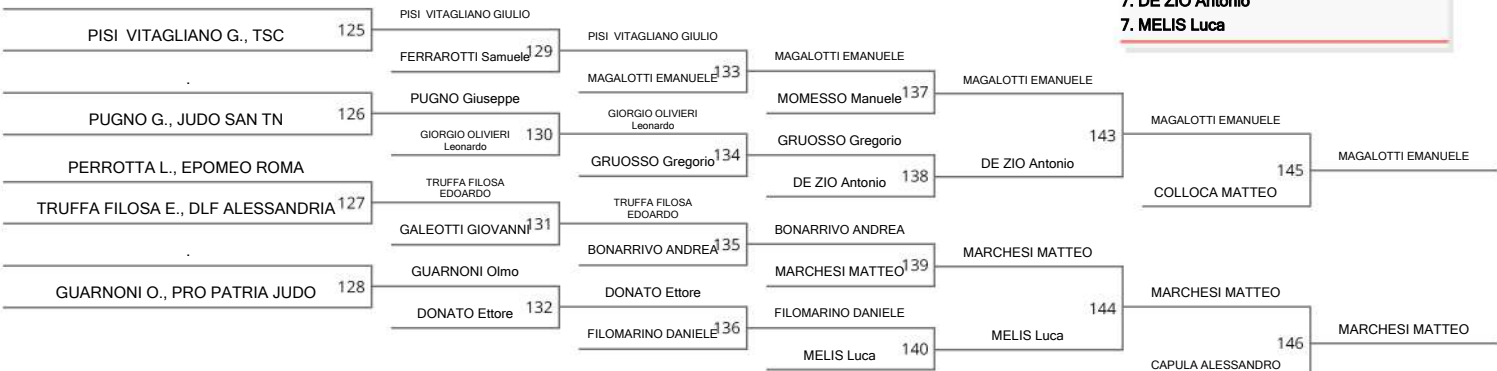 7. DE ZIO Antonio
7. MELIS Luca
PISI VITAGLIANO G., TSC
125
.
PUGNO G., JUDO SAN TN
126
PERROTTA L., EPOMEO ROMA
TRUFFA FILOSA E., DLF ALESSANDRIA
127
.
GUARNONI O., PRO PATRIA JUDO
128
PISI VITAGLIANO GIULIO
FERRAROTTI Samuele
129
PUGNO Giuseppe
GIORGIO OLIVIERI
Leonardo
130
TRUFFA FILOSA
EDOARDO
GALEOTTI GIOVANNI
131
GUARNONI Olmo
DONATO Ettore
132
PISI VITAGLIANO GIULIO
MAGALOTTI EMANUELE
133
GIORGIO OLIVIERI
Leonardo
GRUOSSO Gregorio
134
TRUFFA FILOSA
EDOARDO
BONARRIVO ANDREA
135
DONATO Ettore
FILOMARINO DANIELE
136
MAGALOTTI EMANUELE
MOMESSO Manuele
137
GRUOSSO Gregorio
DE ZIO Antonio
138
BONARRIVO ANDREA
MARCHESI MATTEO
139
FILOMARINO DANIELE
MELIS Luca
140
MAGALOTTI EMANUELE
DE ZIO Antonio
143
MARCHESI MATTEO
MELIS Luca
144
MAGALOTTI EMANUELE
COLLOCA MATTEO
145
MARCHESI MATTEO
CAPULA ALESSANDRO
146
MAGALOTTI EMANUELE
MARCHESI MATTEO